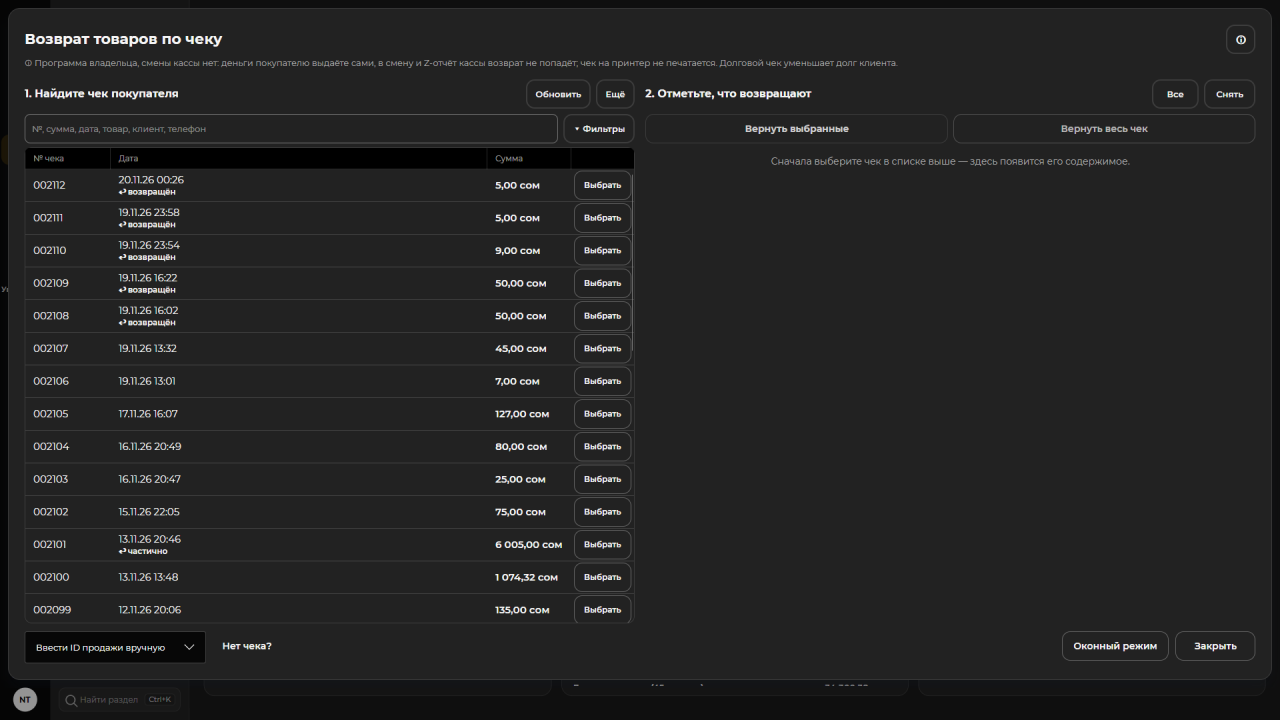 Возврат товаров по чеку
Программа владельца, смены кассы нет: деньги покупателю выдаёте сами, в смену и Z-отчёт кассы возврат не попадёт; чек на принтер не печатается. Долговой чек уменьшает долг клиента.
1. Найдите чек покупателя
Обновить
Ещё
№, сумма, дата, товар, клиент, телефон
Фильтры
№ чека Дата Сумма
002112 20.11.26 00:26 5,00 сом Выбрать
↩ возвращён
002111 19.11.26 23:58 5,00 сом Выбрать
↩ возвращён
002110 19.11.26 23:54 9,00 сом Выбрать
↩ возвращён
002109 19.11.26 16:22 50,00 сом Выбрать
↩ возвращён
002108 19.11.26 16:02 50,00 сом Выбрать
↩ возвращён
002107 19.11.26 13:32 45,00 сом Выбрать
002106 19.11.26 13:01 7,00 сом Выбрать
002105 17.11.26 16:07 127,00 сом Выбрать
002104 16.11.26 20:49 80,00 сом Выбрать
002103 16.11.26 20:47 25,00 сом Выбрать
002102 15.11.26 22:05 75,00 сом Выбрать
002101 13.11.26 20:46 6 005,00 сом Выбрать
↩ частично
002100 13.11.26 13:48 1 074,32 сом Выбрать
002099 12.11.26 20:06 135,00 сом Выбрать
Ввести ID продажи вручную
Нет чека?
2. Отметьте, что возвращают
Все
Снять
Вернуть выбранные
Вернуть весь чек
Сначала выберите чек в списке выше — здесь появится его содержимое.
Оконный режим
Закрыть
NT
Найти раздел Ctrl+K